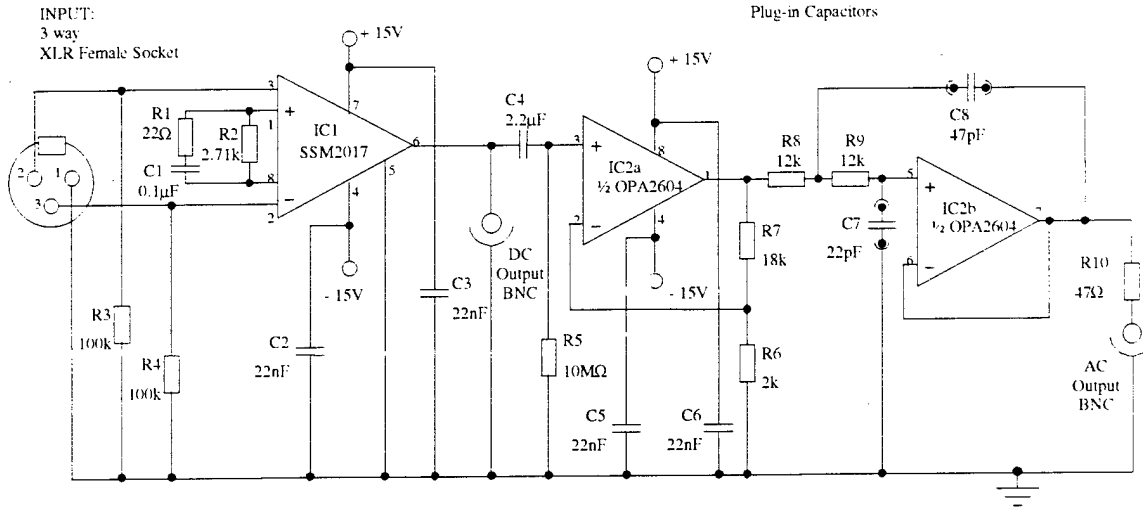 INPUT:
3 way
XLR Female Socket
Plug-in Capacitors
+ 15V
+ 15V
3
R1
22Ω
+
1
R2
2.71k
7
IC1
SSM2017
6
5
C4
2.2µF
3
+
8
IC2a
½ OPA2604
1
R8
12k
R9
12k
C8
47pF
2
1
3
C1
0.1µF
8
−
2
4
2
−
4
5
+
IC2b
½ OPA2604
7
6
−
C7
22pF
R7
18k
DC
Output
BNC
- 15V
- 15V
C3
22nF
R10
47Ω
R3
100k
R4
100k
C2
22nF
R5
10MΩ
R6
2k
AC
Output
BNC
C5
22nF
C6
22nF